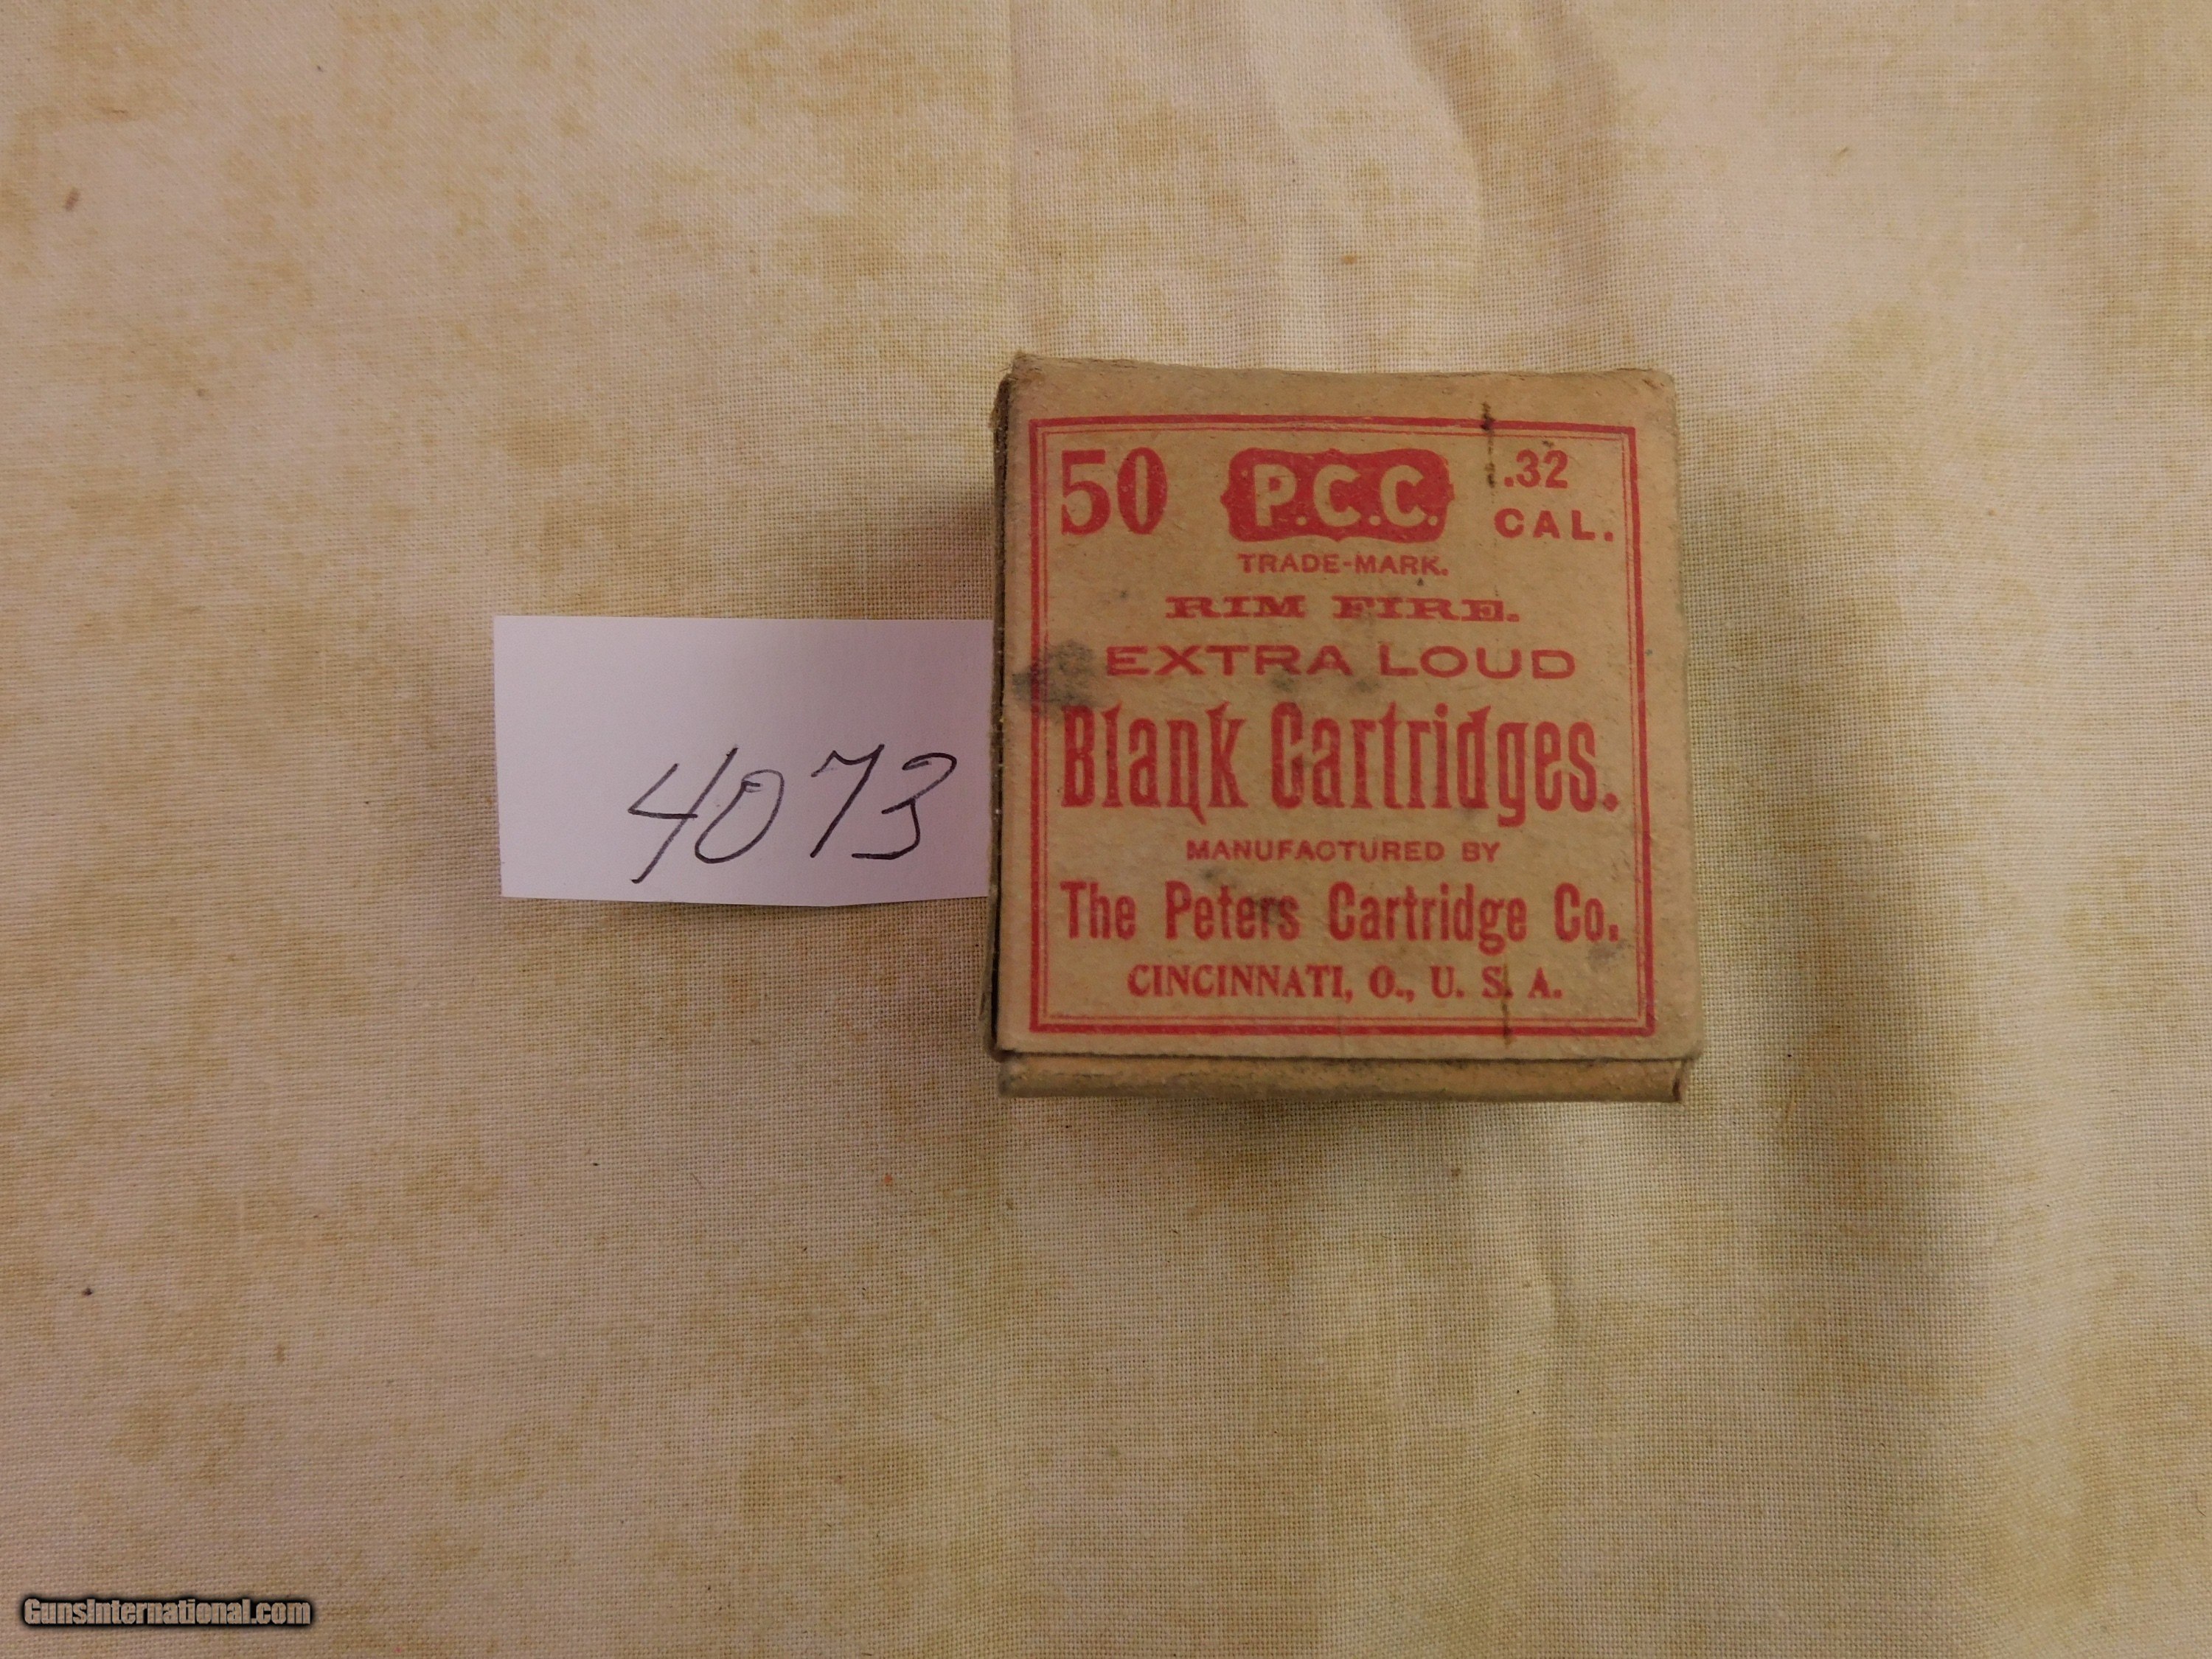 50 P.C.C. .32 CAL.
TRADE-MARK.
RIM FIRE.
EXTRA LOUD
Blank Cartridges.
MANUFACTURED BY
The Peters Cartridge Co.
CINCINNATI, O., U. S. A.
4073
GunsInternational.com